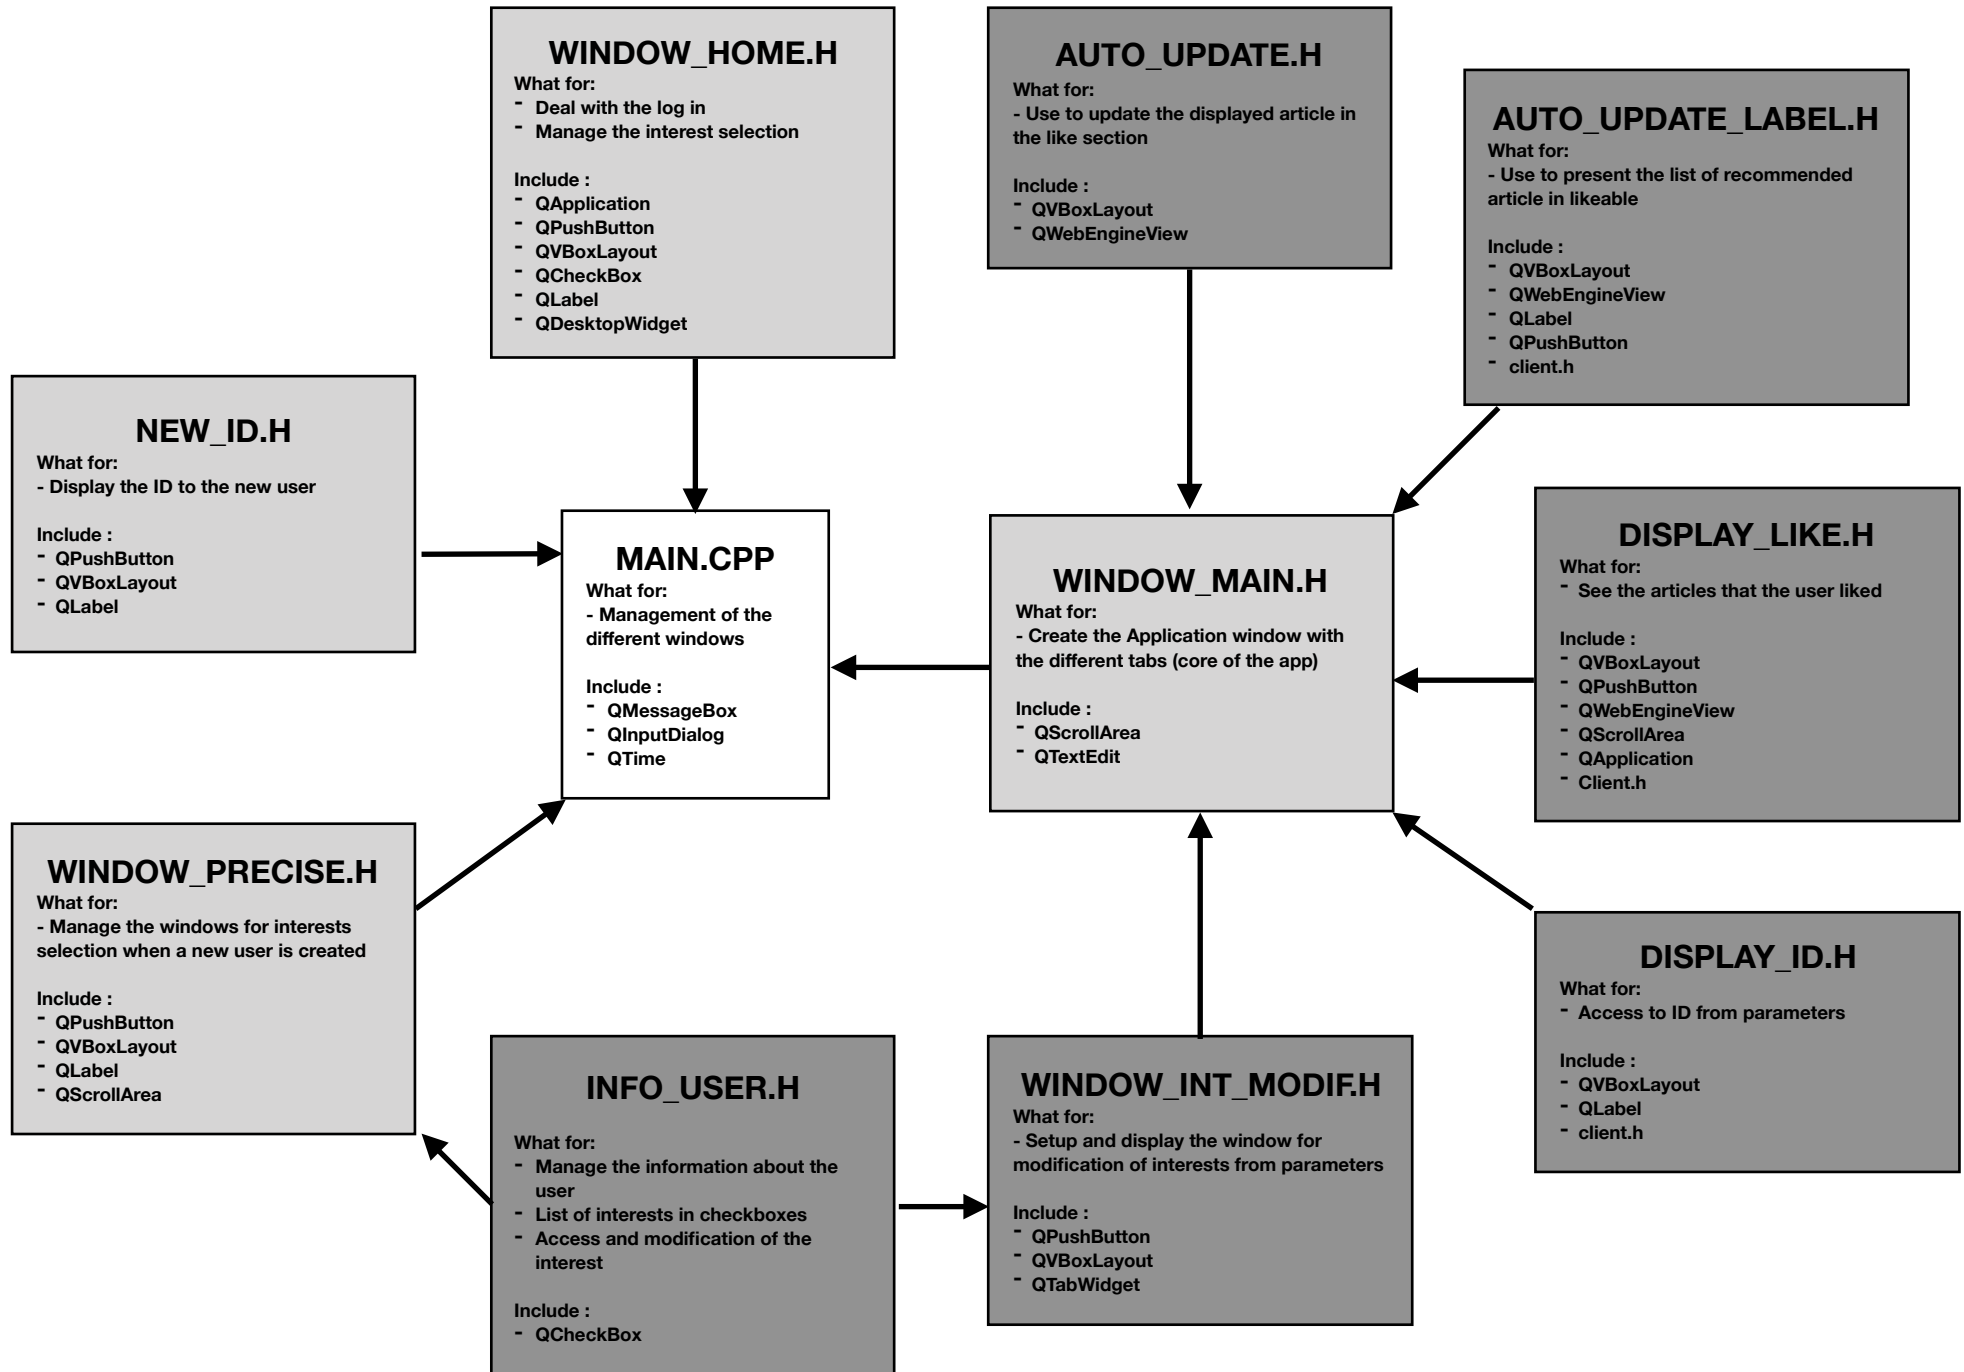 WINDOW_HOME.H
What for:
- Deal with the log in
- Manage the interest selection
Include :
- QApplication
- QPushButton
- QVBoxLayout
- QCheckBox
- QLabel
- QDesktopWidget
AUTO_UPDATE.H
What for:
- Use to update the displayed article in
the like section
Include :
- QVBoxLayout
- QWebEngineView
AUTO_UPDATE_LABEL.H
What for:
- Use to present the list of recommended
article in likeable
Include :
- QVBoxLayout
- QWebEngineView
- QLabel
- QPushButton
- client.h
NEW_ID.H
What for:
- Display the ID to the new user
Include :
- QPushButton
- QVBoxLayout
- QLabel
MAIN.CPP
What for:
- Management of the
different windows
Include :
- QMessageBox
- QInputDialog
- QTime
WINDOW_MAIN.H
What for:
- Create the Application window with
the different tabs (core of the app)
Include :
- QScrollArea
- QTextEdit
DISPLAY_LIKE.H
What for:
- See the articles that the user liked
Include :
- QVBoxLayout
- QPushButton
- QWebEngineView
- QScrollArea
- QApplication
- Client.h
WINDOW_PRECISE.H
What for:
- Manage the windows for interests
selection when a new user is created
Include :
- QPushButton
- QVBoxLayout
- QLabel
- QScrollArea
INFO_USER.H
What for:
- Manage the information about the
user
- List of interests in checkboxes
- Access and modification of the
interest
Include :
- QCheckBox
WINDOW_INT_MODIF.H
What for:
- Setup and display the window for
modification of interests from parameters
Include :
- QPushButton
- QVBoxLayout
- QTabWidget
DISPLAY_ID.H
What for:
- Access to ID from parameters
Include :
- QVBoxLayout
- QLabel
- client.h